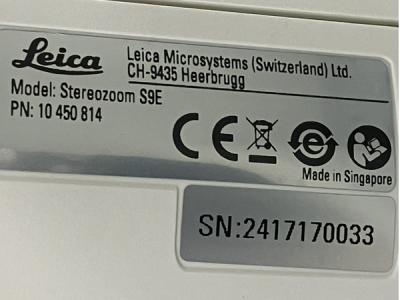 Leica
Leica Microsystems (Switzerland) Ltd.
CH-9435 Heerbrugg
Model: Stereozoom S9E
PN: 10 450 814
CE
Made in Singapore
SN:2417170033